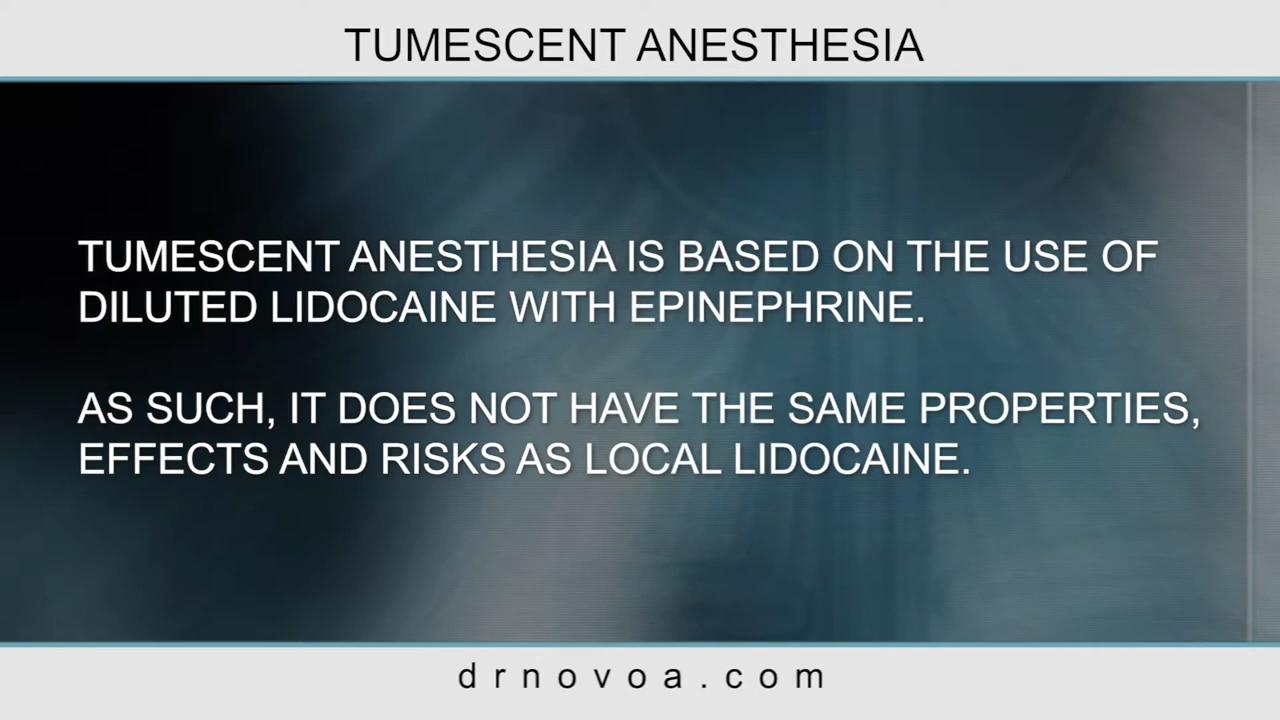 TUMESCENT ANESTHESIA
TUMESCENT ANESTHESIA IS BASED ON THE USE OF
DILUTED LIDOCAINE WITH EPINEPHRINE.
AS SUCH, IT DOES NOT HAVE THE SAME PROPERTIES,
EFFECTS AND RISKS AS LOCAL LIDOCAINE.
drnovoa.com